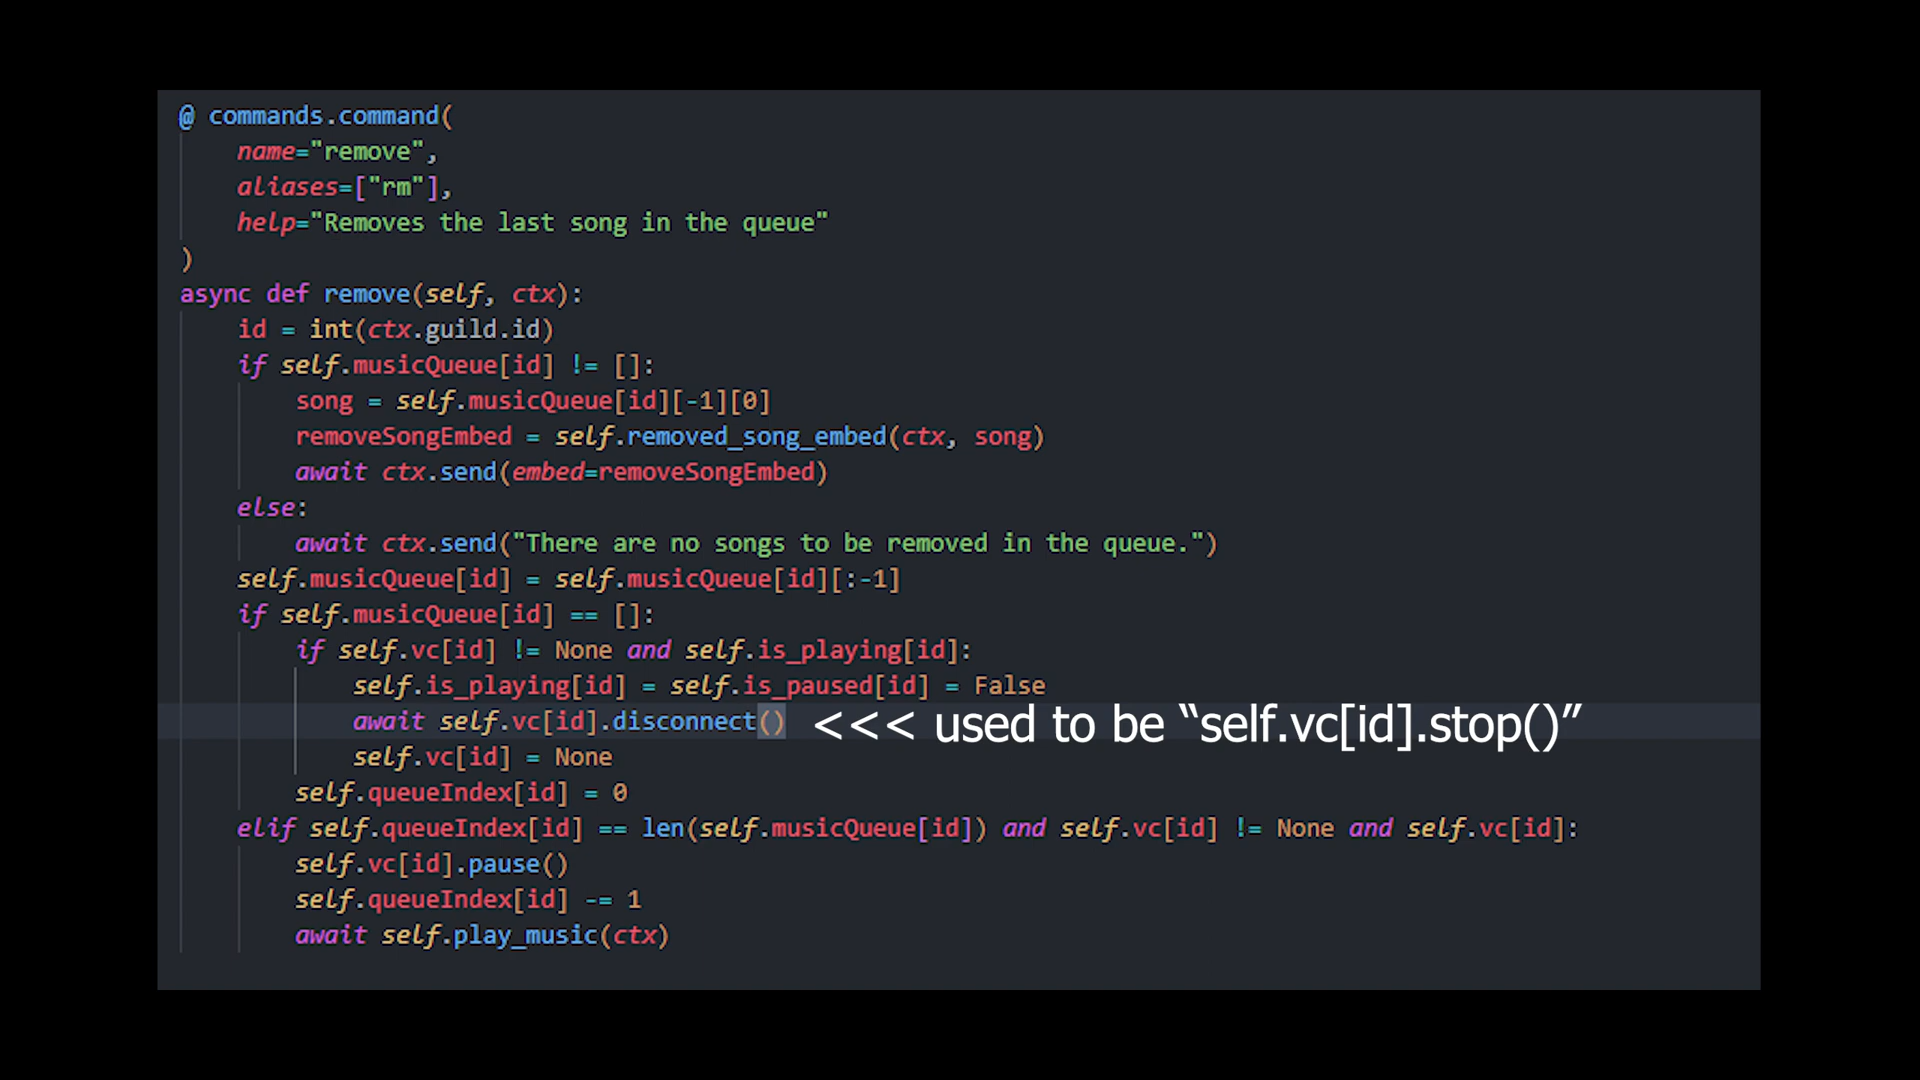 @ commands.command(
    name="remove",
    aliases=["rm"],
    help="Removes the last song in the queue"
)
async def remove(self, ctx):
    id = int(ctx.guild.id)
    if self.musicQueue[id] != []:
        song = self.musicQueue[id][-1][0]
        removeSongEmbed = self.removed_song_embed(ctx, song)
        await ctx.send(embed=removeSongEmbed)
    else:
        await ctx.send("There are no songs to be removed in the queue.")
    self.musicQueue[id] = self.musicQueue[id][:-1]
    if self.musicQueue[id] == []:
        if self.vc[id] != None and self.is_playing[id]:
            self.is_playing[id] = self.is_paused[id] = False
            await self.vc[id].disconnect() <<< used to be “self.vc[id].stop()”
            self.vc[id] = None
        self.queueIndex[id] = 0
    elif self.queueIndex[id] == len(self.musicQueue[id]) and self.vc[id] != None and self.vc[id]:
        self.vc[id].pause()
        self.queueIndex[id] -= 1
        await self.play_music(ctx)